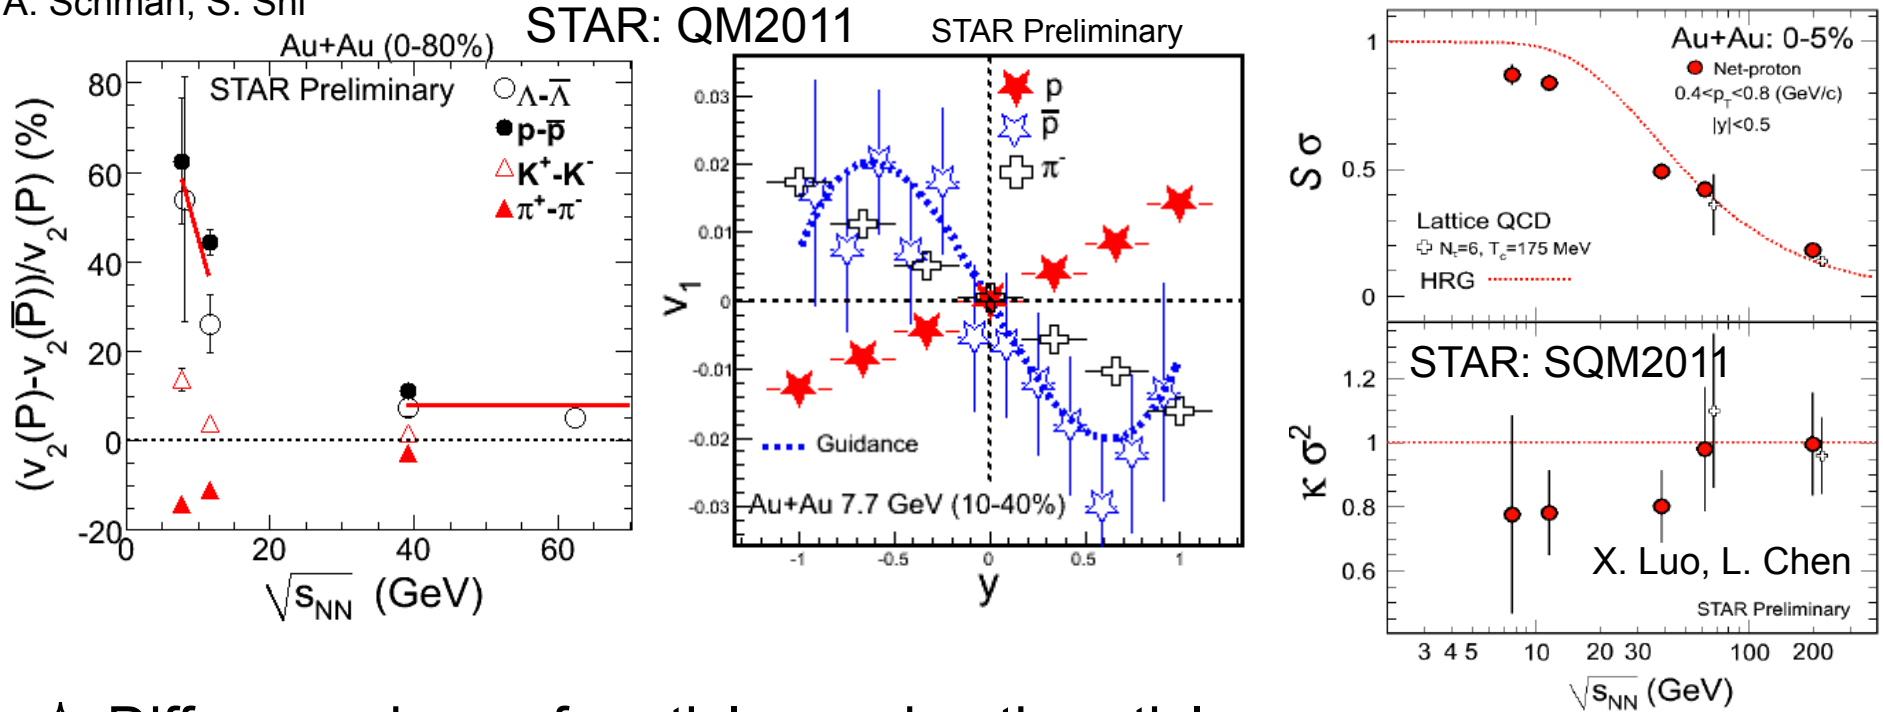 STAR: QM2011
STAR Preliminary
Au+Au (0-80%)
STAR Preliminary
Λ-Λ̅
p-p̅
K⁺-K⁻
π⁺-π⁻
(v₂(P)-v₂(P̅))/v₂(P) (%)
80
60
40
20
0
-20
0 20 40 60
√sNN (GeV)
p
p̅
π⁻
v₁
0.03
0.02
0.01
0
-0.01
-0.02
-0.03
Guidance
Au+Au 7.7 GeV (10-40%)
-1 -0.5 0 0.5 1
y
Au+Au: 0-5%
Net-proton
0.4<pT<0.8 (GeV/c)
|y|<0.5
S σ
1
0.5
0
Lattice QCD
Nτ=6, Tc=175 MeV
HRG
STAR: SQM2011
κ σ²
1.2
1
0.8
0.6
X. Luo, L. Chen
STAR Preliminary
3 4 5 10 20 30 100 200
√sNN (GeV)